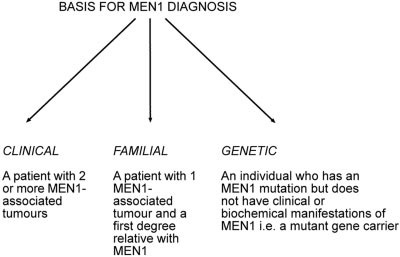 BASIS FOR MEN1 DIAGNOSIS
CLINICAL
A patient with 2
or more MEN1-
associated
tumours
FAMILIAL
A patient with 1
MEN1-
associated
tumour and a
first degree
relative with
MEN1
GENETIC
An individual who has an
MEN1 mutation but does
not have clinical or
biochemical manifestations of
MEN1 i.e. a mutant gene carrier